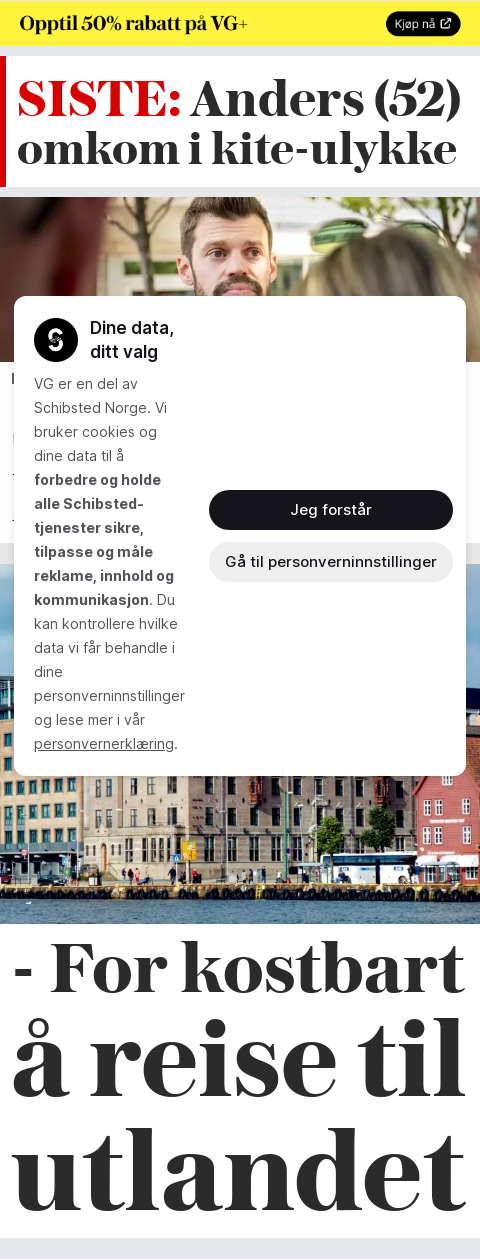 Opptil 50% rabatt på VG+
Kjøp nå
SISTE: Anders (52)
omkom i kite-ulykke
Dine data,
ditt valg
VG er en del av
Schibsted Norge. Vi
bruker cookies og
dine data til å
forbedre og holde
alle Schibsted-
tjenester sikre,
tilpasse og måle
reklame, innhold og
kommunikasjon. Du
kan kontrollere hvilke
data vi får behandle i
dine
personverninnstillinger
og lese mer i vår
personvernerklæring.
Jeg forstår
Gå til personverninnstillinger
- For kostbart
å reise til
utlandet